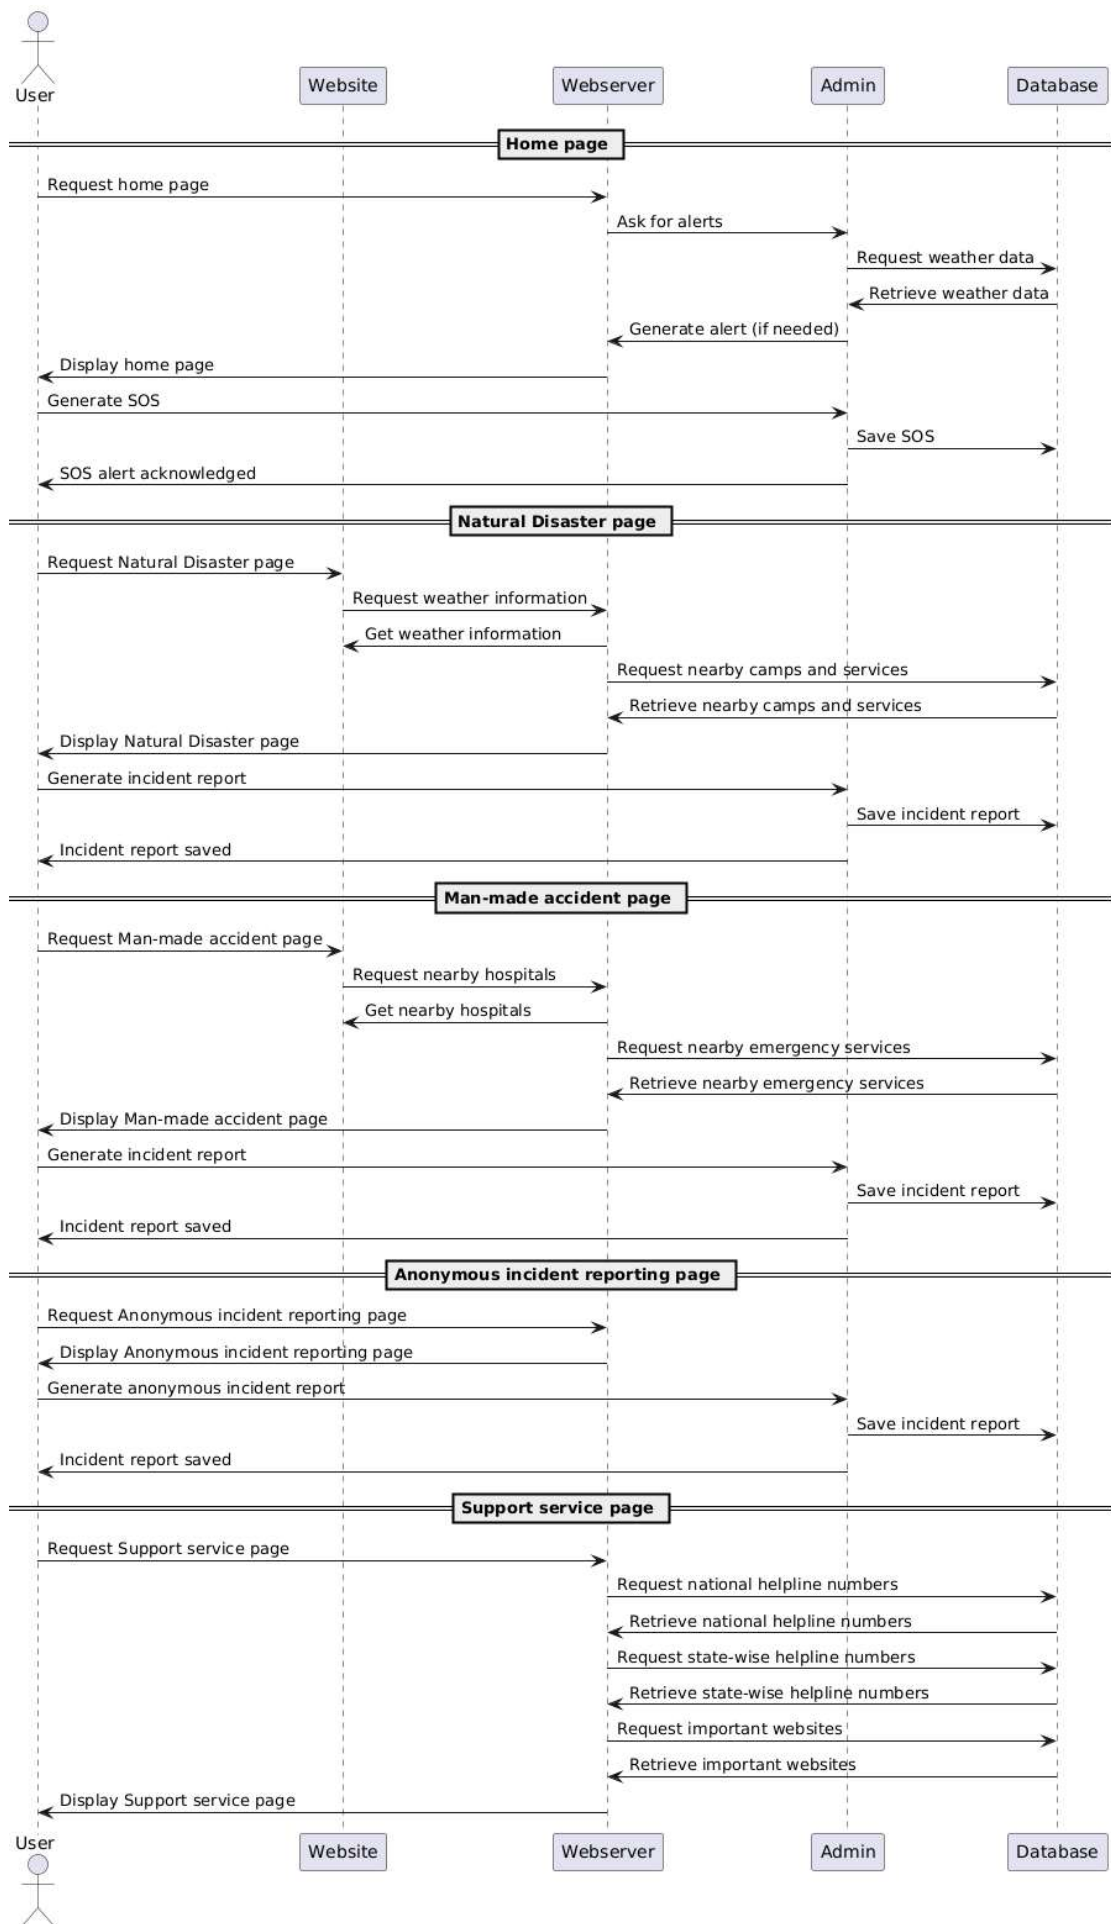 User
Website
Webserver
Admin
Database
Home page
Request home page
Ask for alerts
Request weather data
Retrieve weather data
Generate alert (if needed)
Display home page
Generate SOS
Save SOS
SOS alert acknowledged
Natural Disaster page
Request Natural Disaster page
Request weather information
Get weather information
Request nearby camps and services
Retrieve nearby camps and services
Display Natural Disaster page
Generate incident report
Save incident report
Incident report saved
Man-made accident page
Request Man-made accident page
Request nearby hospitals
Get nearby hospitals
Request nearby emergency services
Retrieve nearby emergency services
Display Man-made accident page
Generate incident report
Save incident report
Incident report saved
Anonymous incident reporting page
Request Anonymous incident reporting page
Display Anonymous incident reporting page
Generate anonymous incident report
Save incident report
Incident report saved
Support service page
Request Support service page
Request national helpline numbers
Retrieve national helpline numbers
Request state-wise helpline numbers
Retrieve state-wise helpline numbers
Request important websites
Retrieve important websites
Display Support service page
User
Website
Webserver
Admin
Database